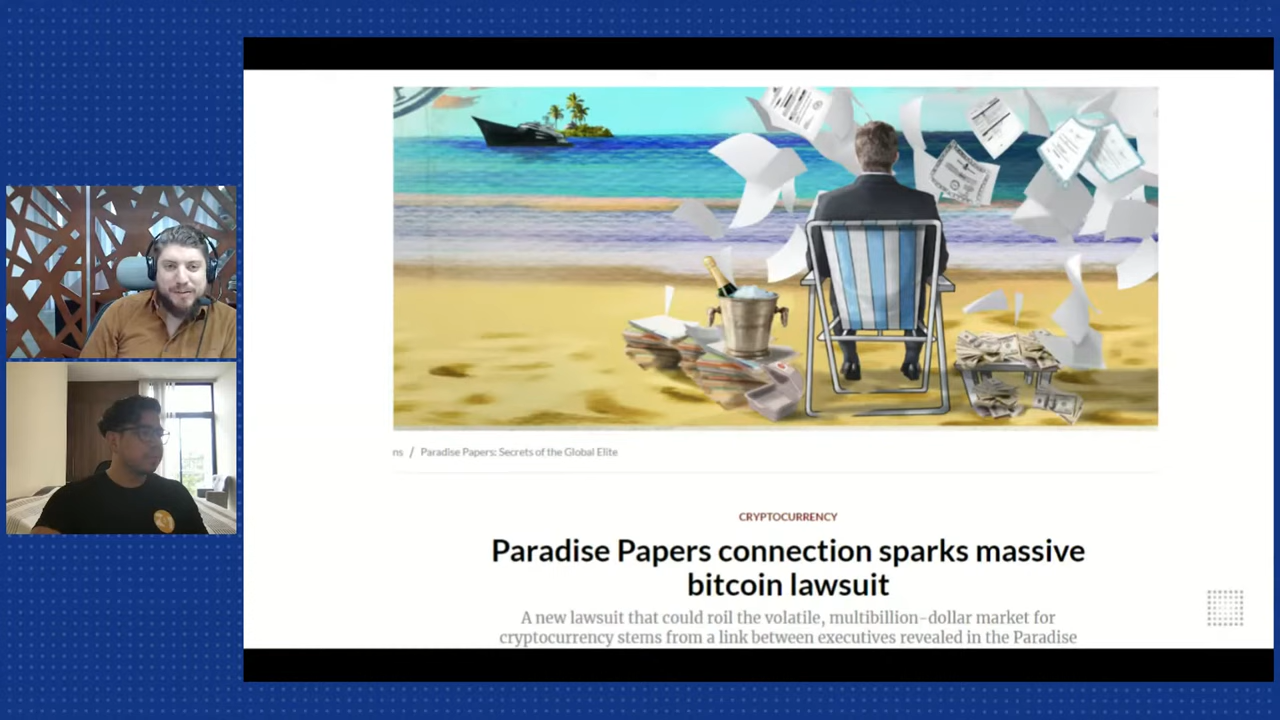 ns / Paradise Papers: Secrets of the Global Elite
CRYPTOCURRENCY
Paradise Papers connection sparks massive
bitcoin lawsuit
A new lawsuit that could roil the volatile, multibillion-dollar market for
cryptocurrency stems from a link between executives revealed in the Paradise